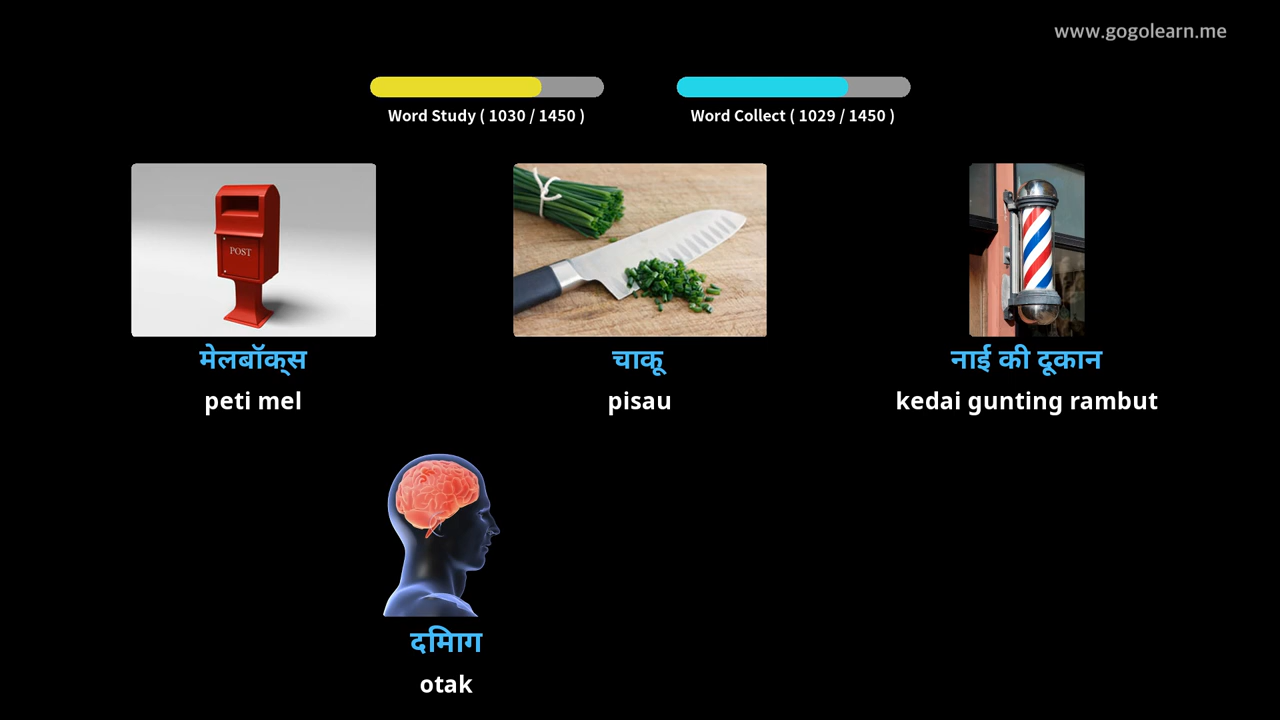 www.gogolearn.me
Word Study ( 1030 / 1450 )
Word Collect ( 1029 / 1450 )
POST
मेलबॉक्स
चाकू
नाई की दूकान
peti mel
pisau
kedai gunting rambut
दिमाग
otak